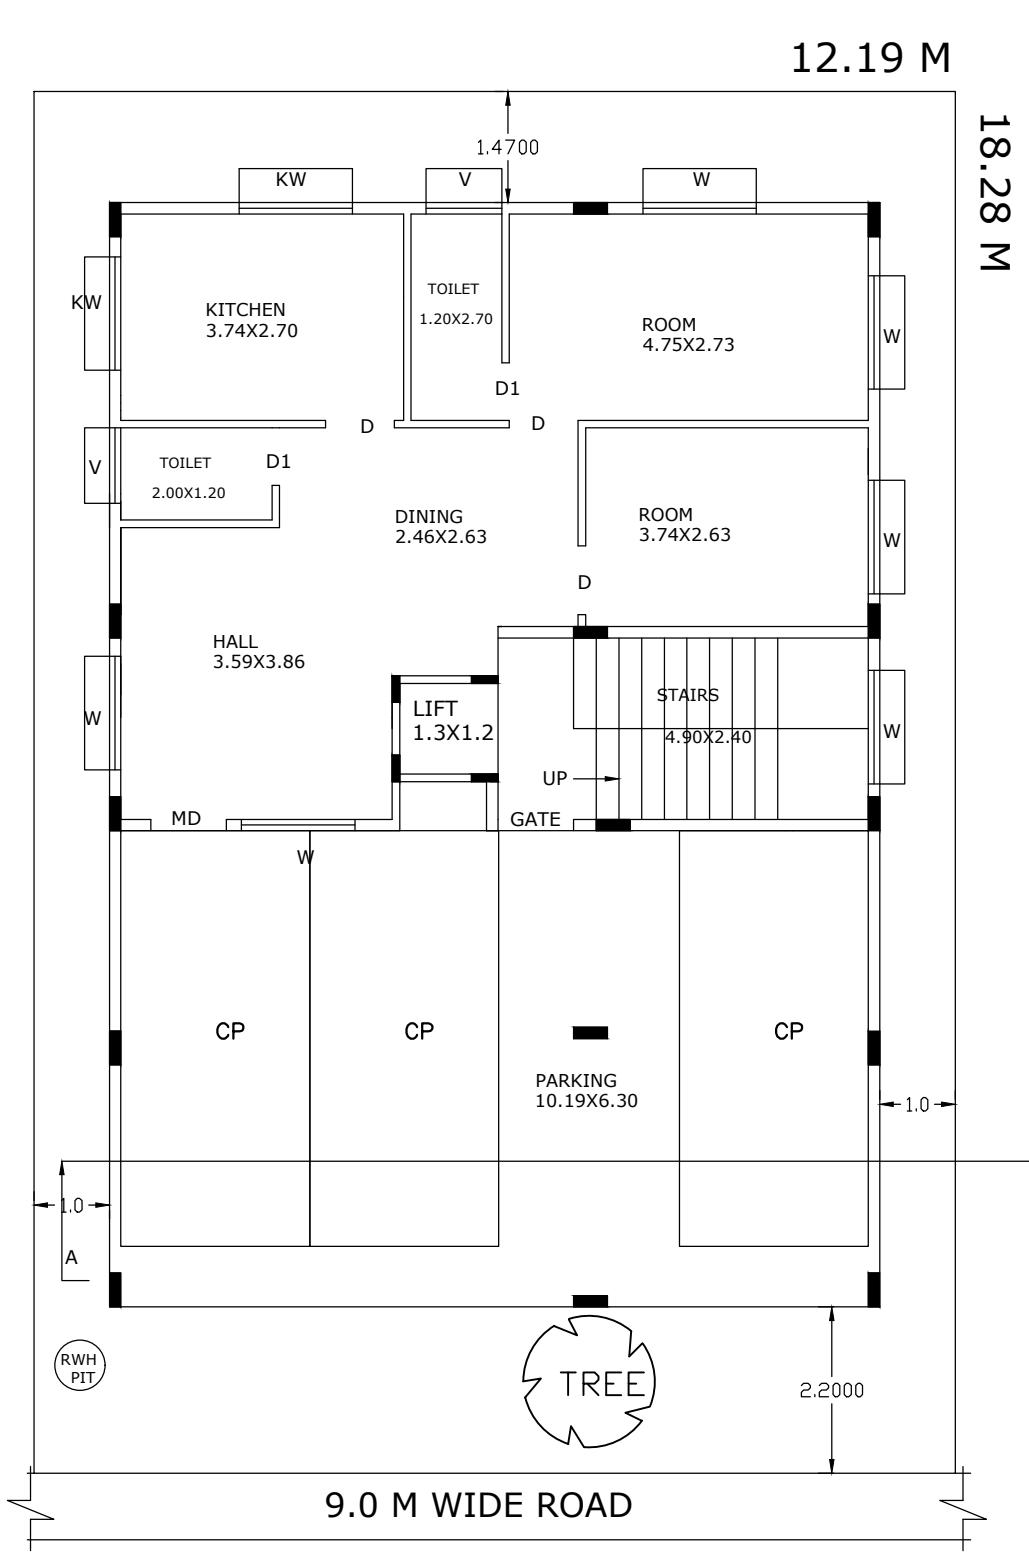 12.19 M
18.28 M
1.4700
KW
V
W
KW
TOILET
1.20X2.70
KITCHEN
3.74X2.70
ROOM
4.75X2.73
W
D1
D
D
V
TOILET
2.00X1.20
D1
DINING
2.46X2.63
ROOM
3.74X2.63
W
D
HALL
3.59X3.86
W
LIFT
1.3X1.2
STAIRS
4.90X2.40
W
UP
MD
GATE
W
CP
CP
CP
PARKING
10.19X6.30
1.0
1.0
A
RWH
PIT
TREE
2.2000
9.0 M WIDE ROAD